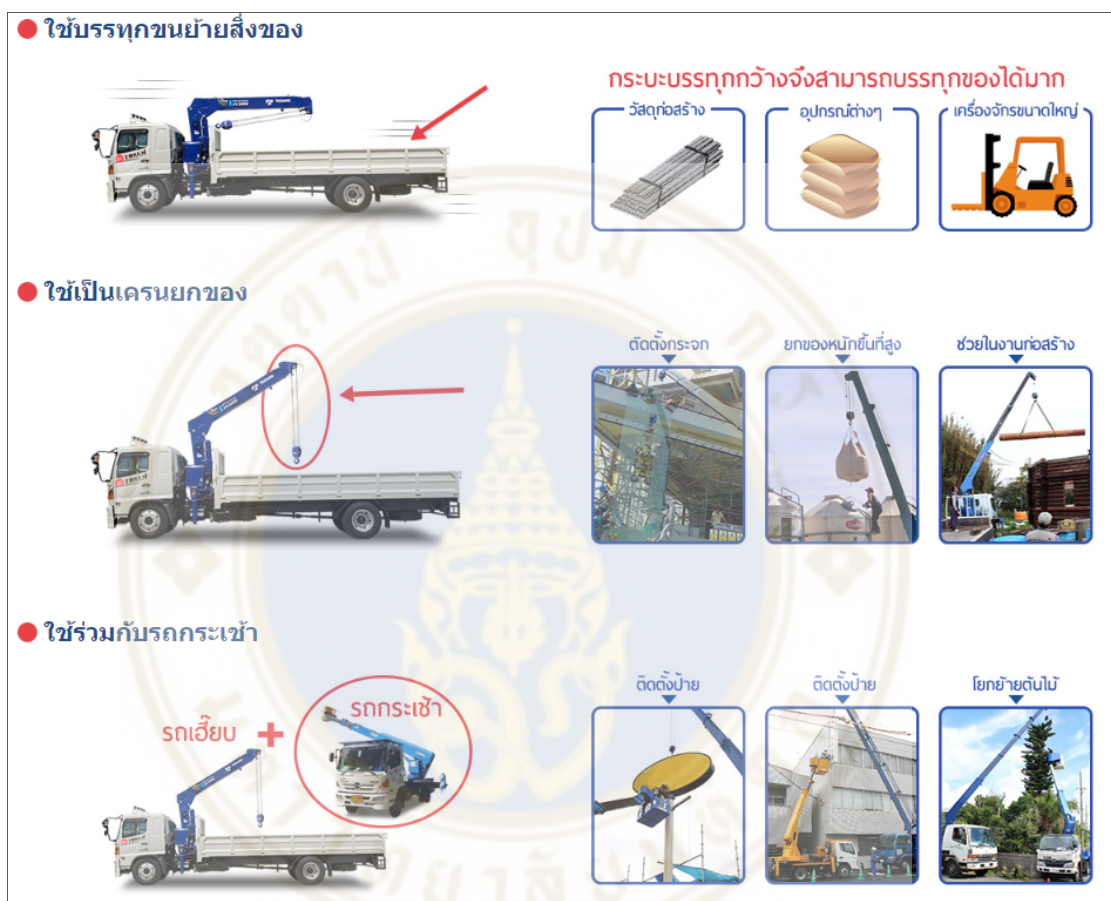 ใช้บรรทุกขนย้ายสิ่งของ
กระบะบรรทุกกว้างจึงสามารถบรรทุกของได้มาก
วัสดุก่อสร้าง
อุปกรณ์ต่างๆ
เครื่องจักรขนาดใหญ่
ใช้เป็นเครนยกของ
ติดตั้งกระจก
ยกของหนักขึ้นที่สูง
ช่วยในงานก่อสร้าง
ใช้ร่วมกับรถกระเช้า
รถเฮี๊ยบ + รถกระเช้า
ติดตั้งป้าย
ติดตั้งป้าย
โยกย้ายต้นไม้